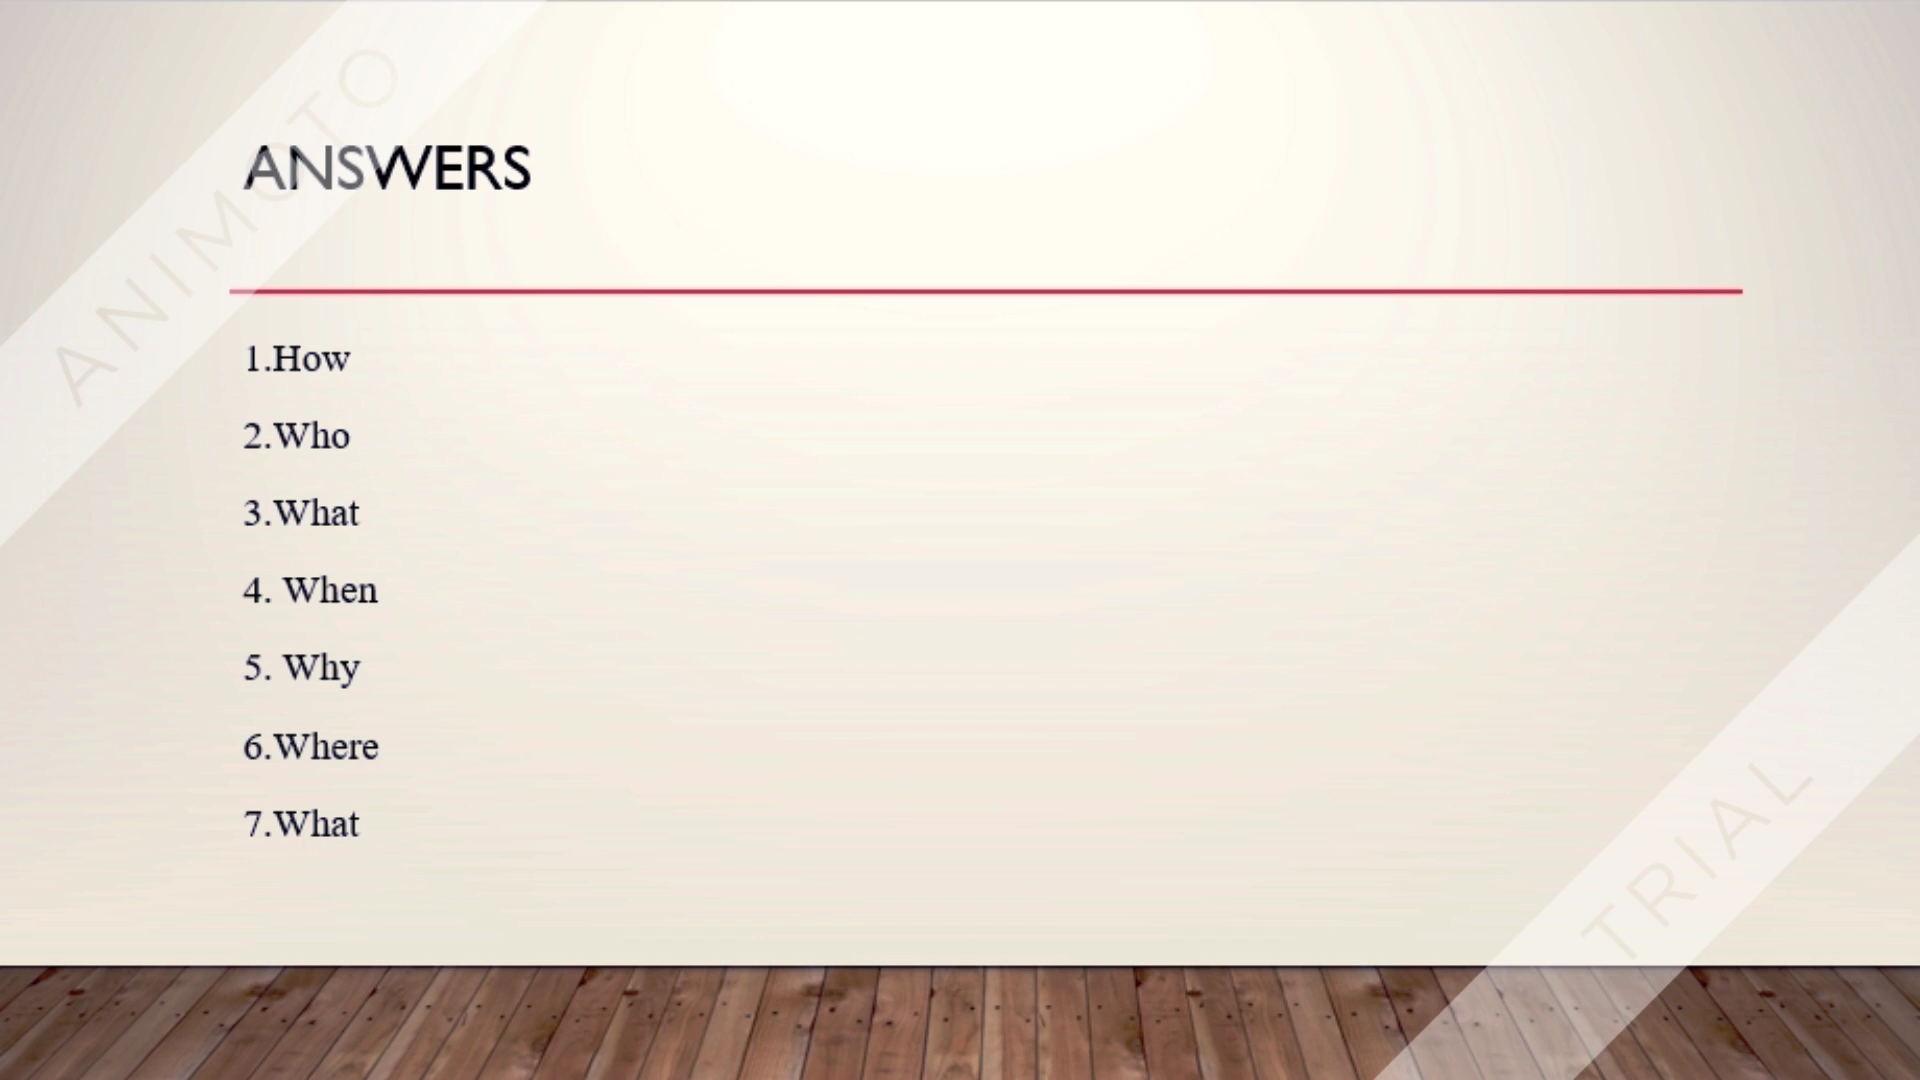 ANIMOTO
ANSWERS
1.How
2.Who
3.What
4. When
5. Why
6.Where
7.What
TRIAL